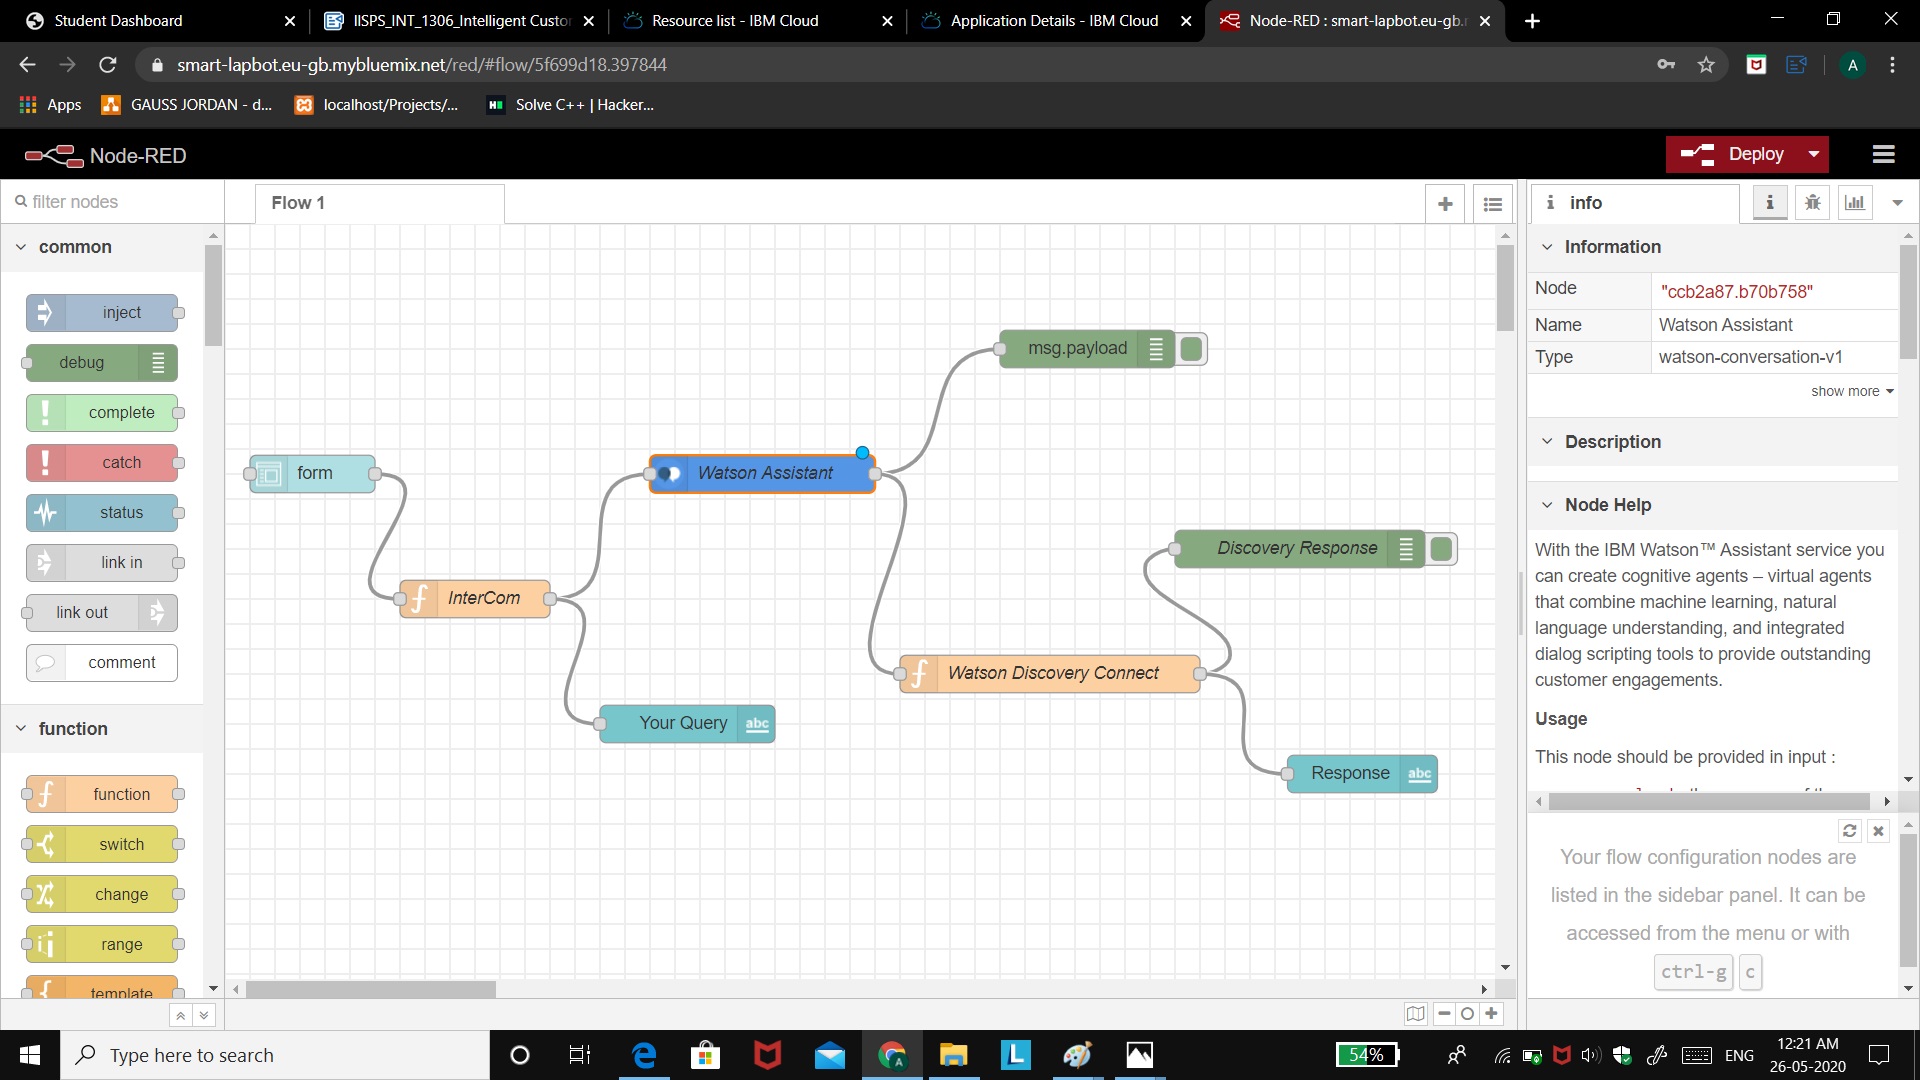 Student Dashboard
IISPS_INT_1306_Intelligent Custo
Resource list - IBM Cloud
Application Details - IBM Cloud
Node-RED : smart-lapbot.eu-gb.
smart-lapbot.eu-gb.mybluemix.net/red/#flow/5f699d18.397844
A
Apps
GAUSS JORDAN - d...
localhost/Projects/...
Solve C++ | Hacker...
Node-RED
Deploy
filter nodes
Flow 1
info
common
inject
debug
complete
catch
status
link in
link out
comment
function
function
switch
change
range
template
form
InterCom
Watson Assistant
msg.payload
Your Query abc
Watson Discovery Connect
Discovery Response
Response abc
Information
Node "ccb2a87.b70b758"
Name Watson Assistant
Type watson-conversation-v1
show more
Description
Node Help
With the IBM Watson™ Assistant service you
can create cognitive agents – virtual agents
that combine machine learning, natural
language understanding, and integrated
dialog scripting tools to provide outstanding
customer engagements.
Usage
This node should be provided in input :
Your flow configuration nodes are
listed in the sidebar panel. It can be
accessed from the menu or with
ctrl-g c
Type here to search
54%
ENG
12:21 AM
26-05-2020